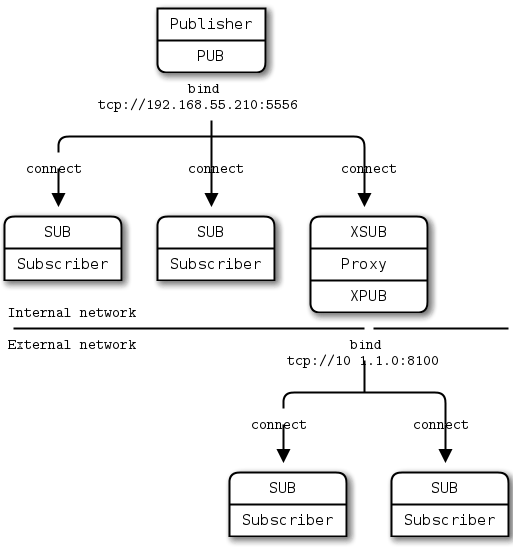 Publisher
PUB
bind
tcp://192.168.55.210:5556
connect connect connect
SUB SUB XSUB
Subscriber Subscriber Proxy
XPUB
Internal network
External network bind
tcp://10 1.1.0:8100
connect connect
SUB SUB
Subscriber Subscriber